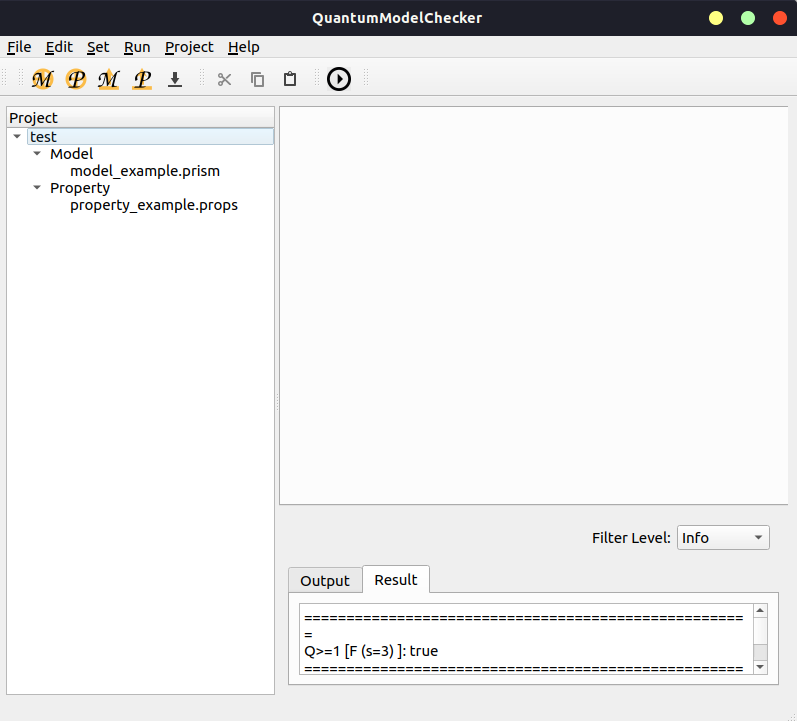 QuantumModelChecker
File Edit Set Run Project Help
ℳ 𝒫 ℳ 𝒫
Project
test
Model
model_example.prism
Property
property_example.props
Filter Level: Info
Output Result
====================================================
=
Q>=1 [F (s=3) ]: true
====================================================